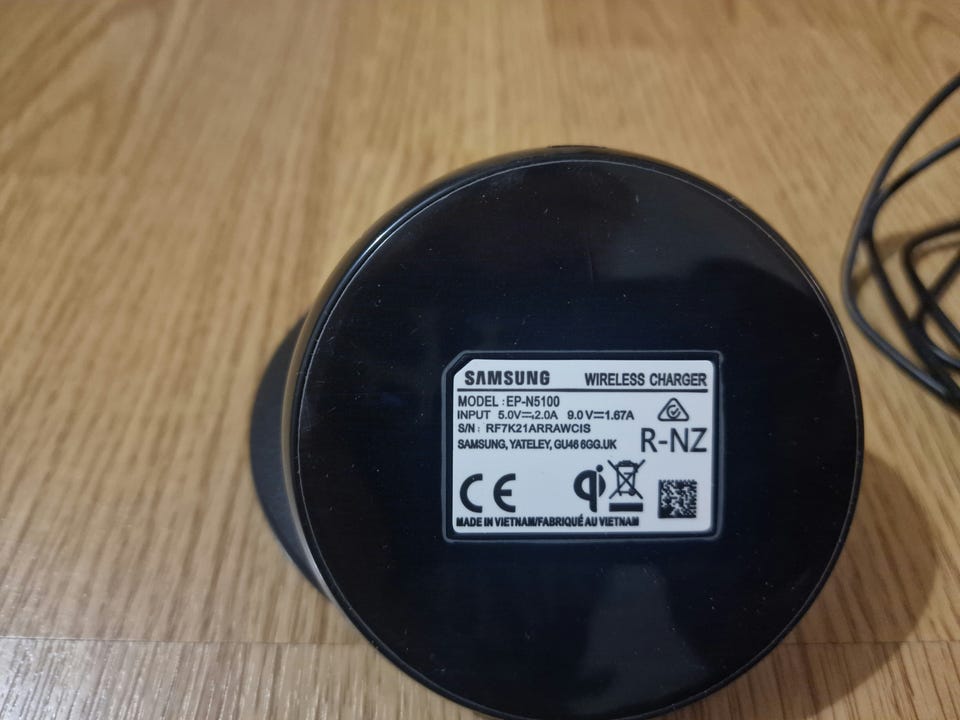 SAMSUNG WIRELESS CHARGER
MODEL : EP-N5100
INPUT 5.0V⎓2.0A 9.0V⎓1.67A
S/N : RF7K21ARRAWCIS
SAMSUNG, YATELEY, GU46 6GG.UK
R-NZ
CE qi
MADE IN VIETNAM/FABRIQUÉ AU VIETNAM